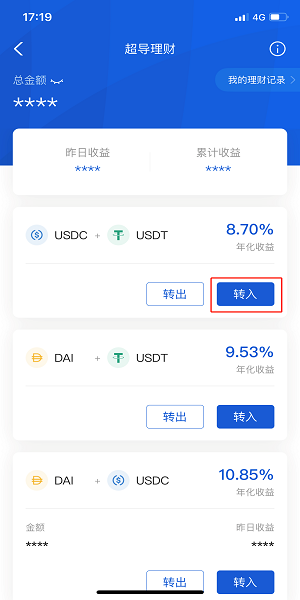 17:19
4G
超导理财
总金额
我的理财记录
****
昨日收益
累计收益
****
****
USDC + USDT
8.70%
年化收益
转出
转入
DAI + USDT
9.53%
年化收益
转出
转入
DAI + USDC
10.85%
年化收益
金额
昨日收益
****
****
转出
转入